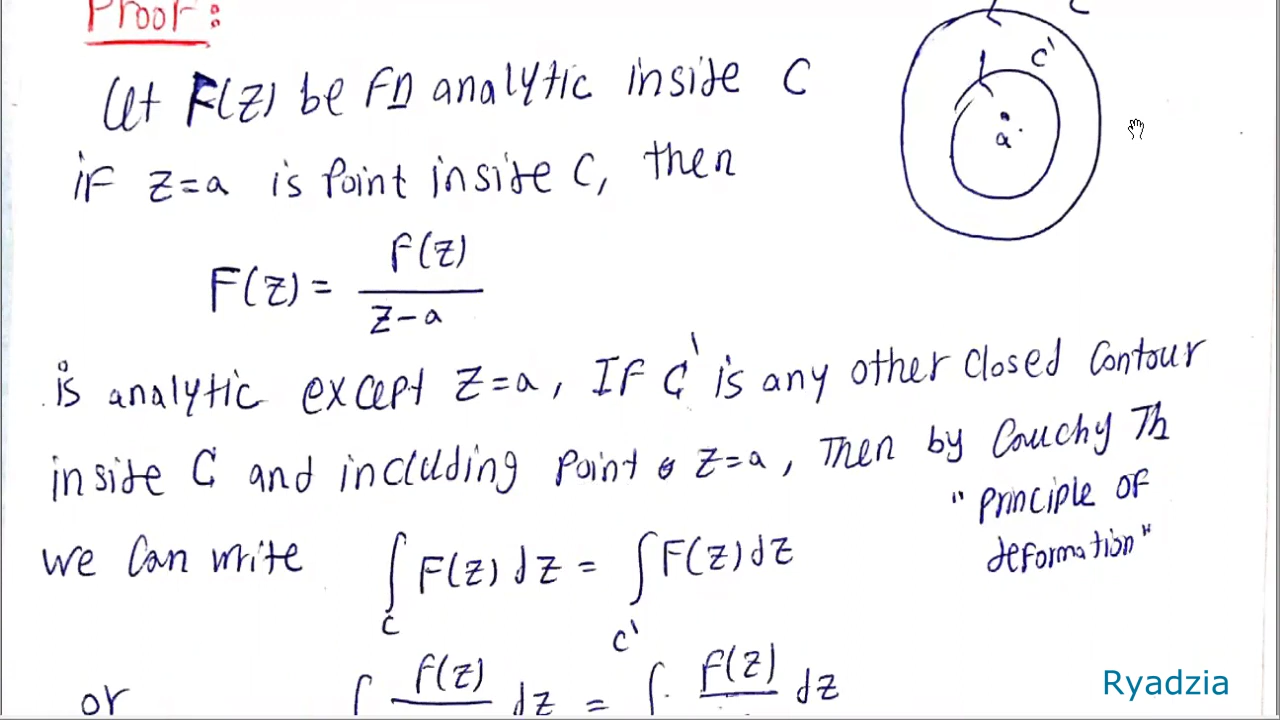 Proof:
C
Let F(z) be Fn analytic inside C
C'
a
if z=a is Point inside C, then
F(z) = f(z) / z-a
is analytic except z=a, If C' is any other closed contour
inside C and including Point z=a, Then by Cauchy Th
"Principle of
deformation"
we can write ∫ F(z) dz = ∫ F(z) dz
C C'
or ∫ f(z) dz = ∫ f(z) dz
Ryadzia